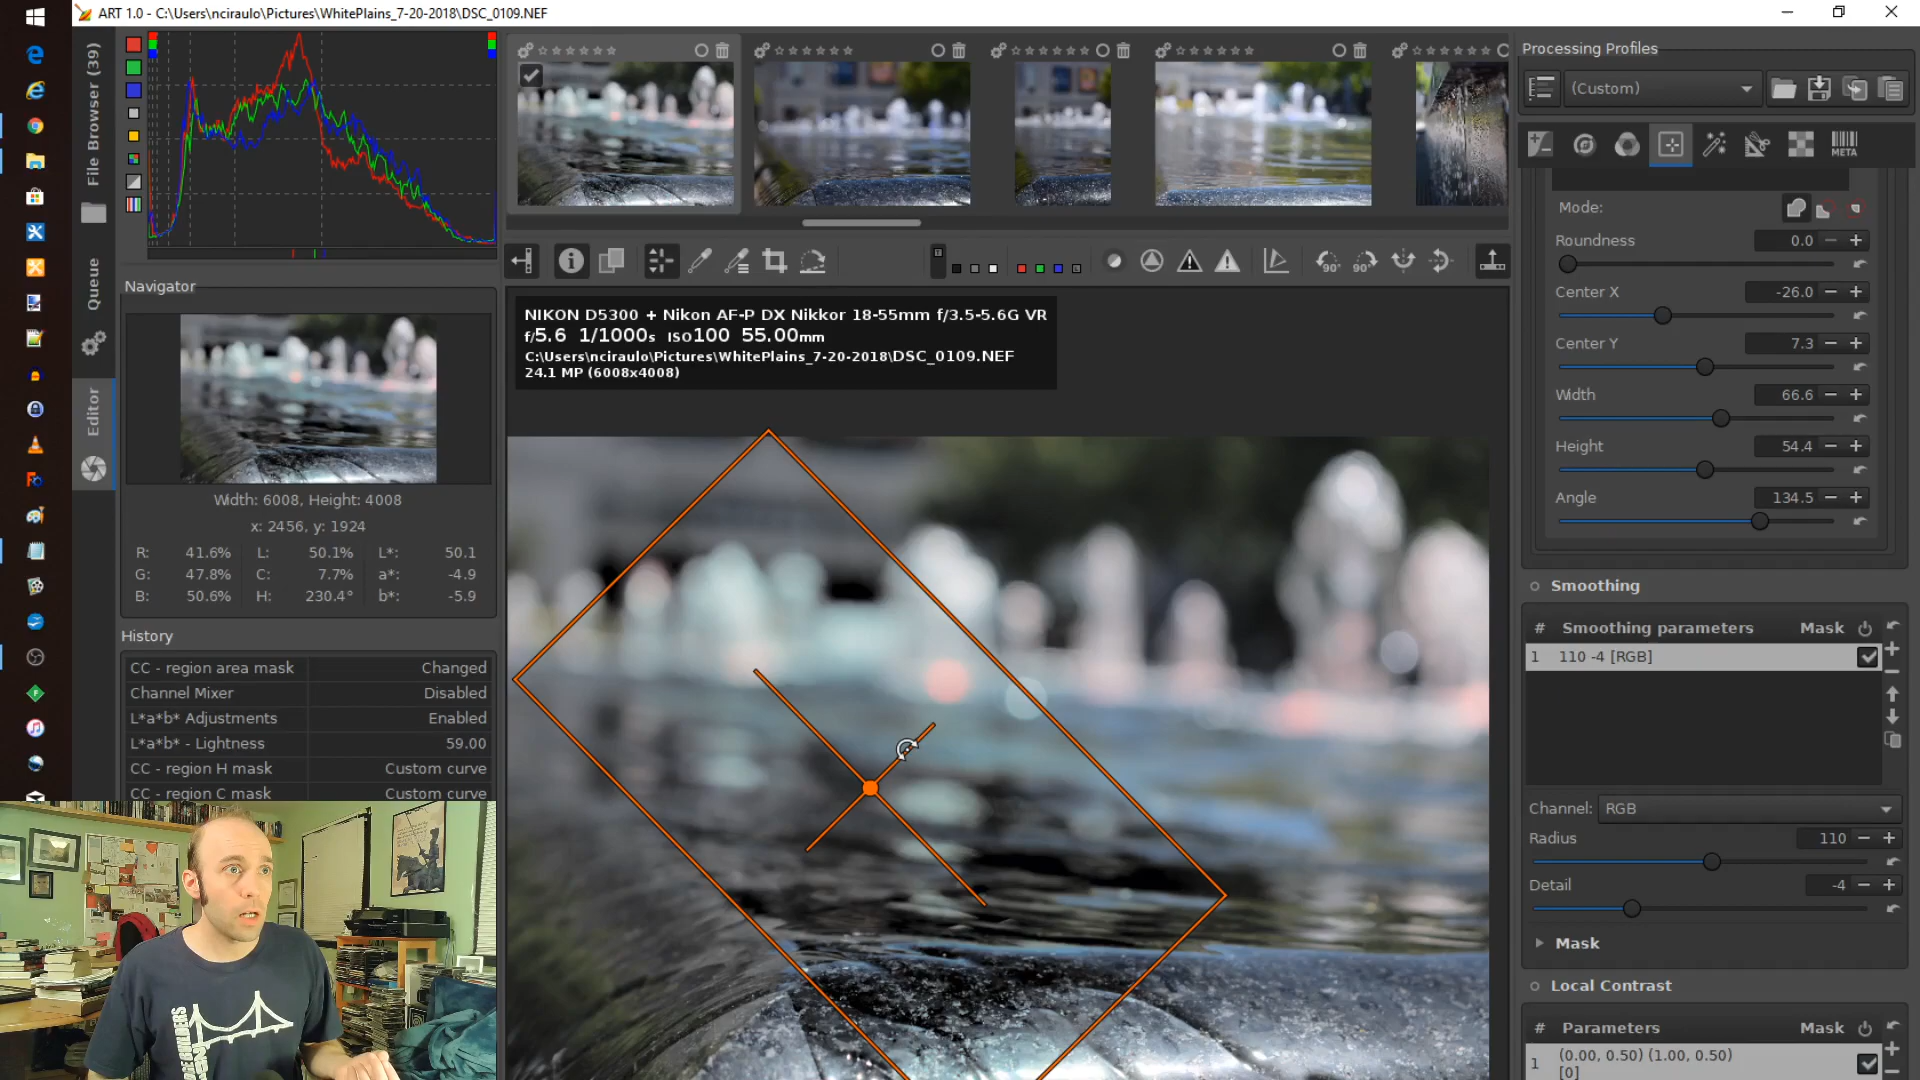 ART 1.0 - C:\Users\nciraulo\Pictures\WhitePlains_7-20-2018\DSC_0109.NEF
File Browser (39)
Queue
Editor
Navigator
Width: 6008, Height: 4008
x: 2456, y: 1924
R: 41.6% L: 50.1% L*: 50.1
G: 47.8% C: 7.7% a*: -4.9
B: 50.6% H: 230.4° b*: -5.9
History
CC - region area mask Changed
Channel Mixer Disabled
L*a*b* Adjustments Enabled
L*a*b* - Lightness 59.00
CC - region H mask Custom curve
CC - region C mask Custom curve
90° 90°
NIKON D5300 + Nikon AF-P DX Nikkor 18-55mm f/3.5-5.6G VR
f/5.6 1/1000s ISO100 55.00mm
C:\Users\nciraulo\Pictures\WhitePlains_7-20-2018\DSC_0109.NEF
24.1 MP (6008x4008)
Processing Profiles
(Custom)
META
Mode:
Roundness 0.0
Center X -26.0
Center Y 7.3
Width 66.6
Height 54.4
Angle 134.5
Smoothing
# Smoothing parameters Mask
1 110 -4 [RGB]
Channel: RGB
Radius 110
Detail -4
Mask
Local Contrast
# Parameters Mask
1 (0.00, 0.50) (1.00, 0.50)
[0]